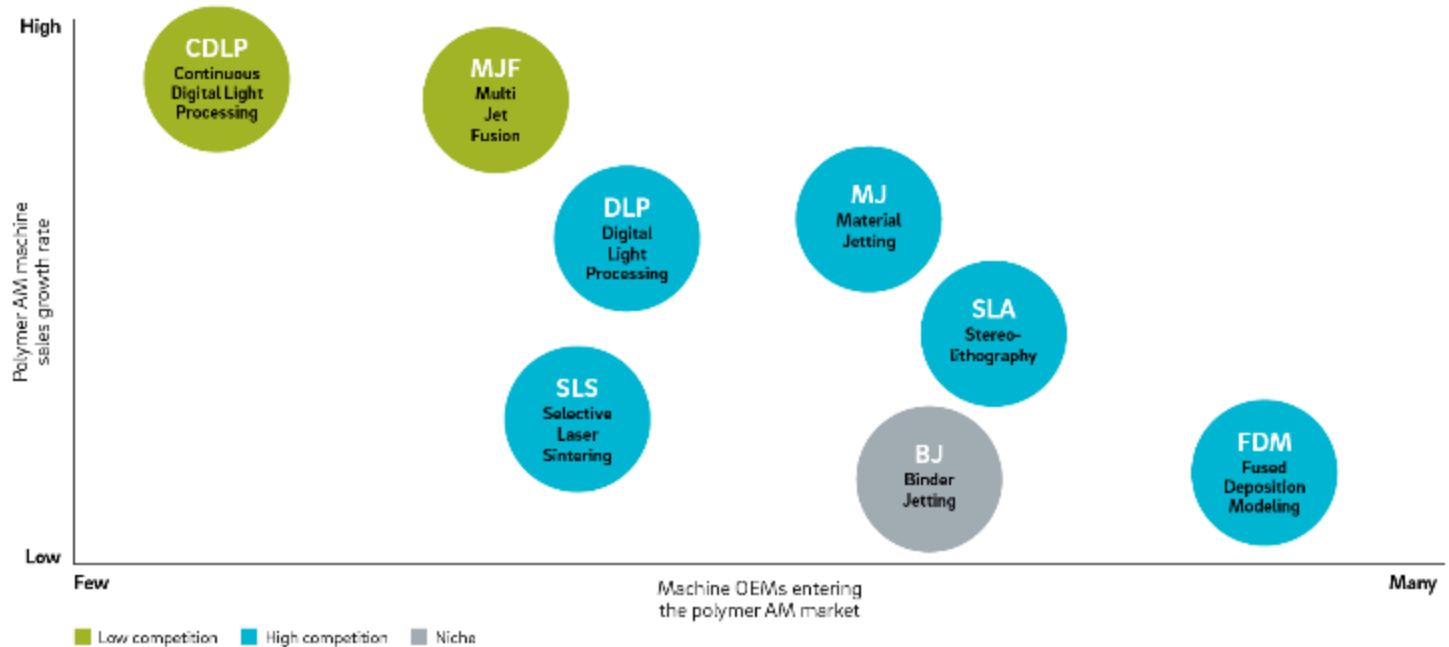 High
CDLP
Continuous
Digital Light
Processing
MJF
Multi
Jet
Fusion
DLP
Digital
Light
Processing
MJ
Material
Jetting
SLA
Stereo-
lithography
SLS
Selective
Laser
Sintering
BJ
Binder
Jetting
FDM
Fused
Deposition
Modeling
Polymer AM machine
sales growth rate
Low
Few
Machine OEMs entering
the polymer AM market
Many
Low competition
High competition
Niche